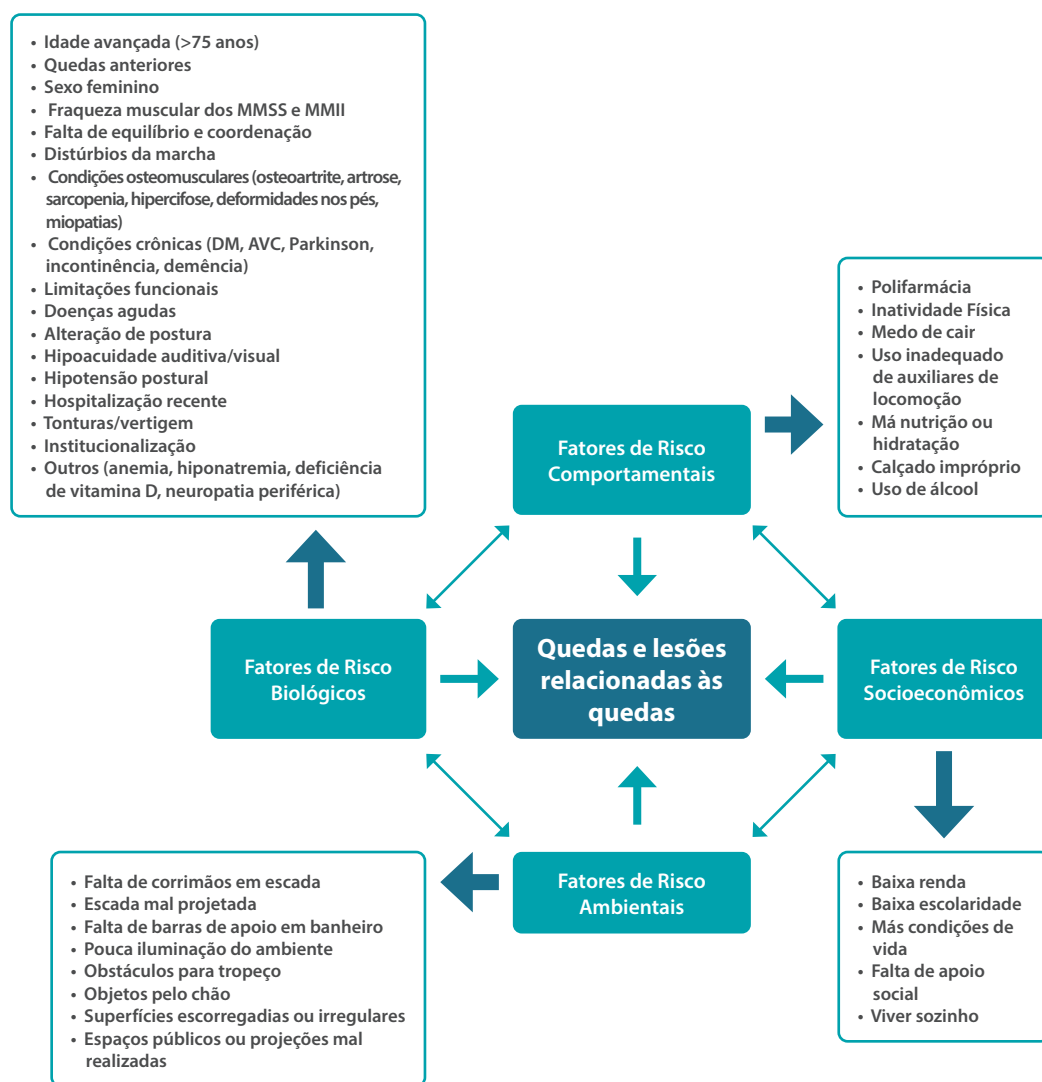 • Idade avançada (>75 anos)
• Quedas anteriores
• Sexo feminino
• Fraqueza muscular dos MMSS e MMII
• Falta de equilíbrio e coordenação
• Distúrbios da marcha
• Condições osteomusculares (osteoartrite, artrose,
sarcopenia, hipercifose, deformidades nos pés,
miopatias)
• Condições crônicas (DM, AVC, Parkinson,
incontinência, demência)
• Limitações funcionais
• Doenças agudas
• Alteração de postura
• Hipoacuidade auditiva/visual
• Hipotensão postural
• Hospitalização recente
• Tonturas/vertigem
• Institucionalização
• Outros (anemia, hiponatremia, deficiência
de vitamina D, neuropatia periférica)
• Polifarmácia
• Inatividade Física
• Medo de cair
• Uso inadequado
de auxiliares de
locomoção
• Má nutrição ou
hidratação
• Calçado impróprio
• Uso de álcool
Fatores de Risco
Comportamentais
Fatores de Risco
Biológicos
Quedas e lesões
relacionadas às
quedas
Fatores de Risco
Socioeconômicos
Fatores de Risco
Ambientais
• Falta de corrimãos em escada
• Escada mal projetada
• Falta de barras de apoio em banheiro
• Pouca iluminação do ambiente
• Obstáculos para tropeço
• Objetos pelo chão
• Superfícies escorregadias ou irregulares
• Espaços públicos ou projeções mal
realizadas
• Baixa renda
• Baixa escolaridade
• Más condições de
vida
• Falta de apoio
social
• Viver sozinho